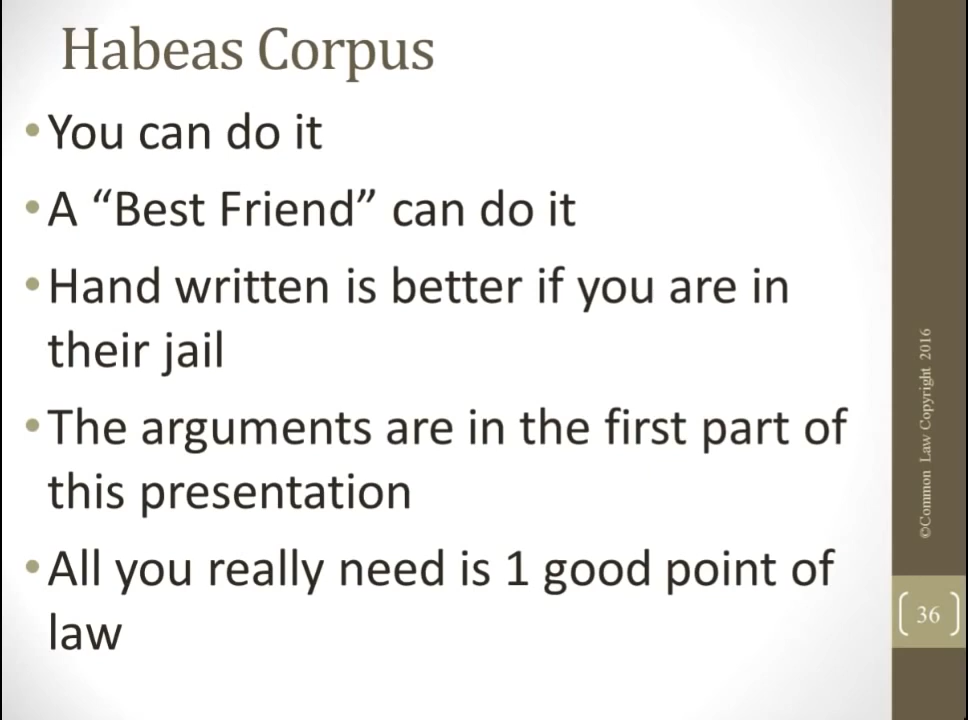 Habeas Corpus
•You can do it
•A “Best Friend” can do it
•Hand written is better if you are in
their jail
•The arguments are in the first part of
this presentation
•All you really need is 1 good point of
law
©Common Law Copyright 2016
36